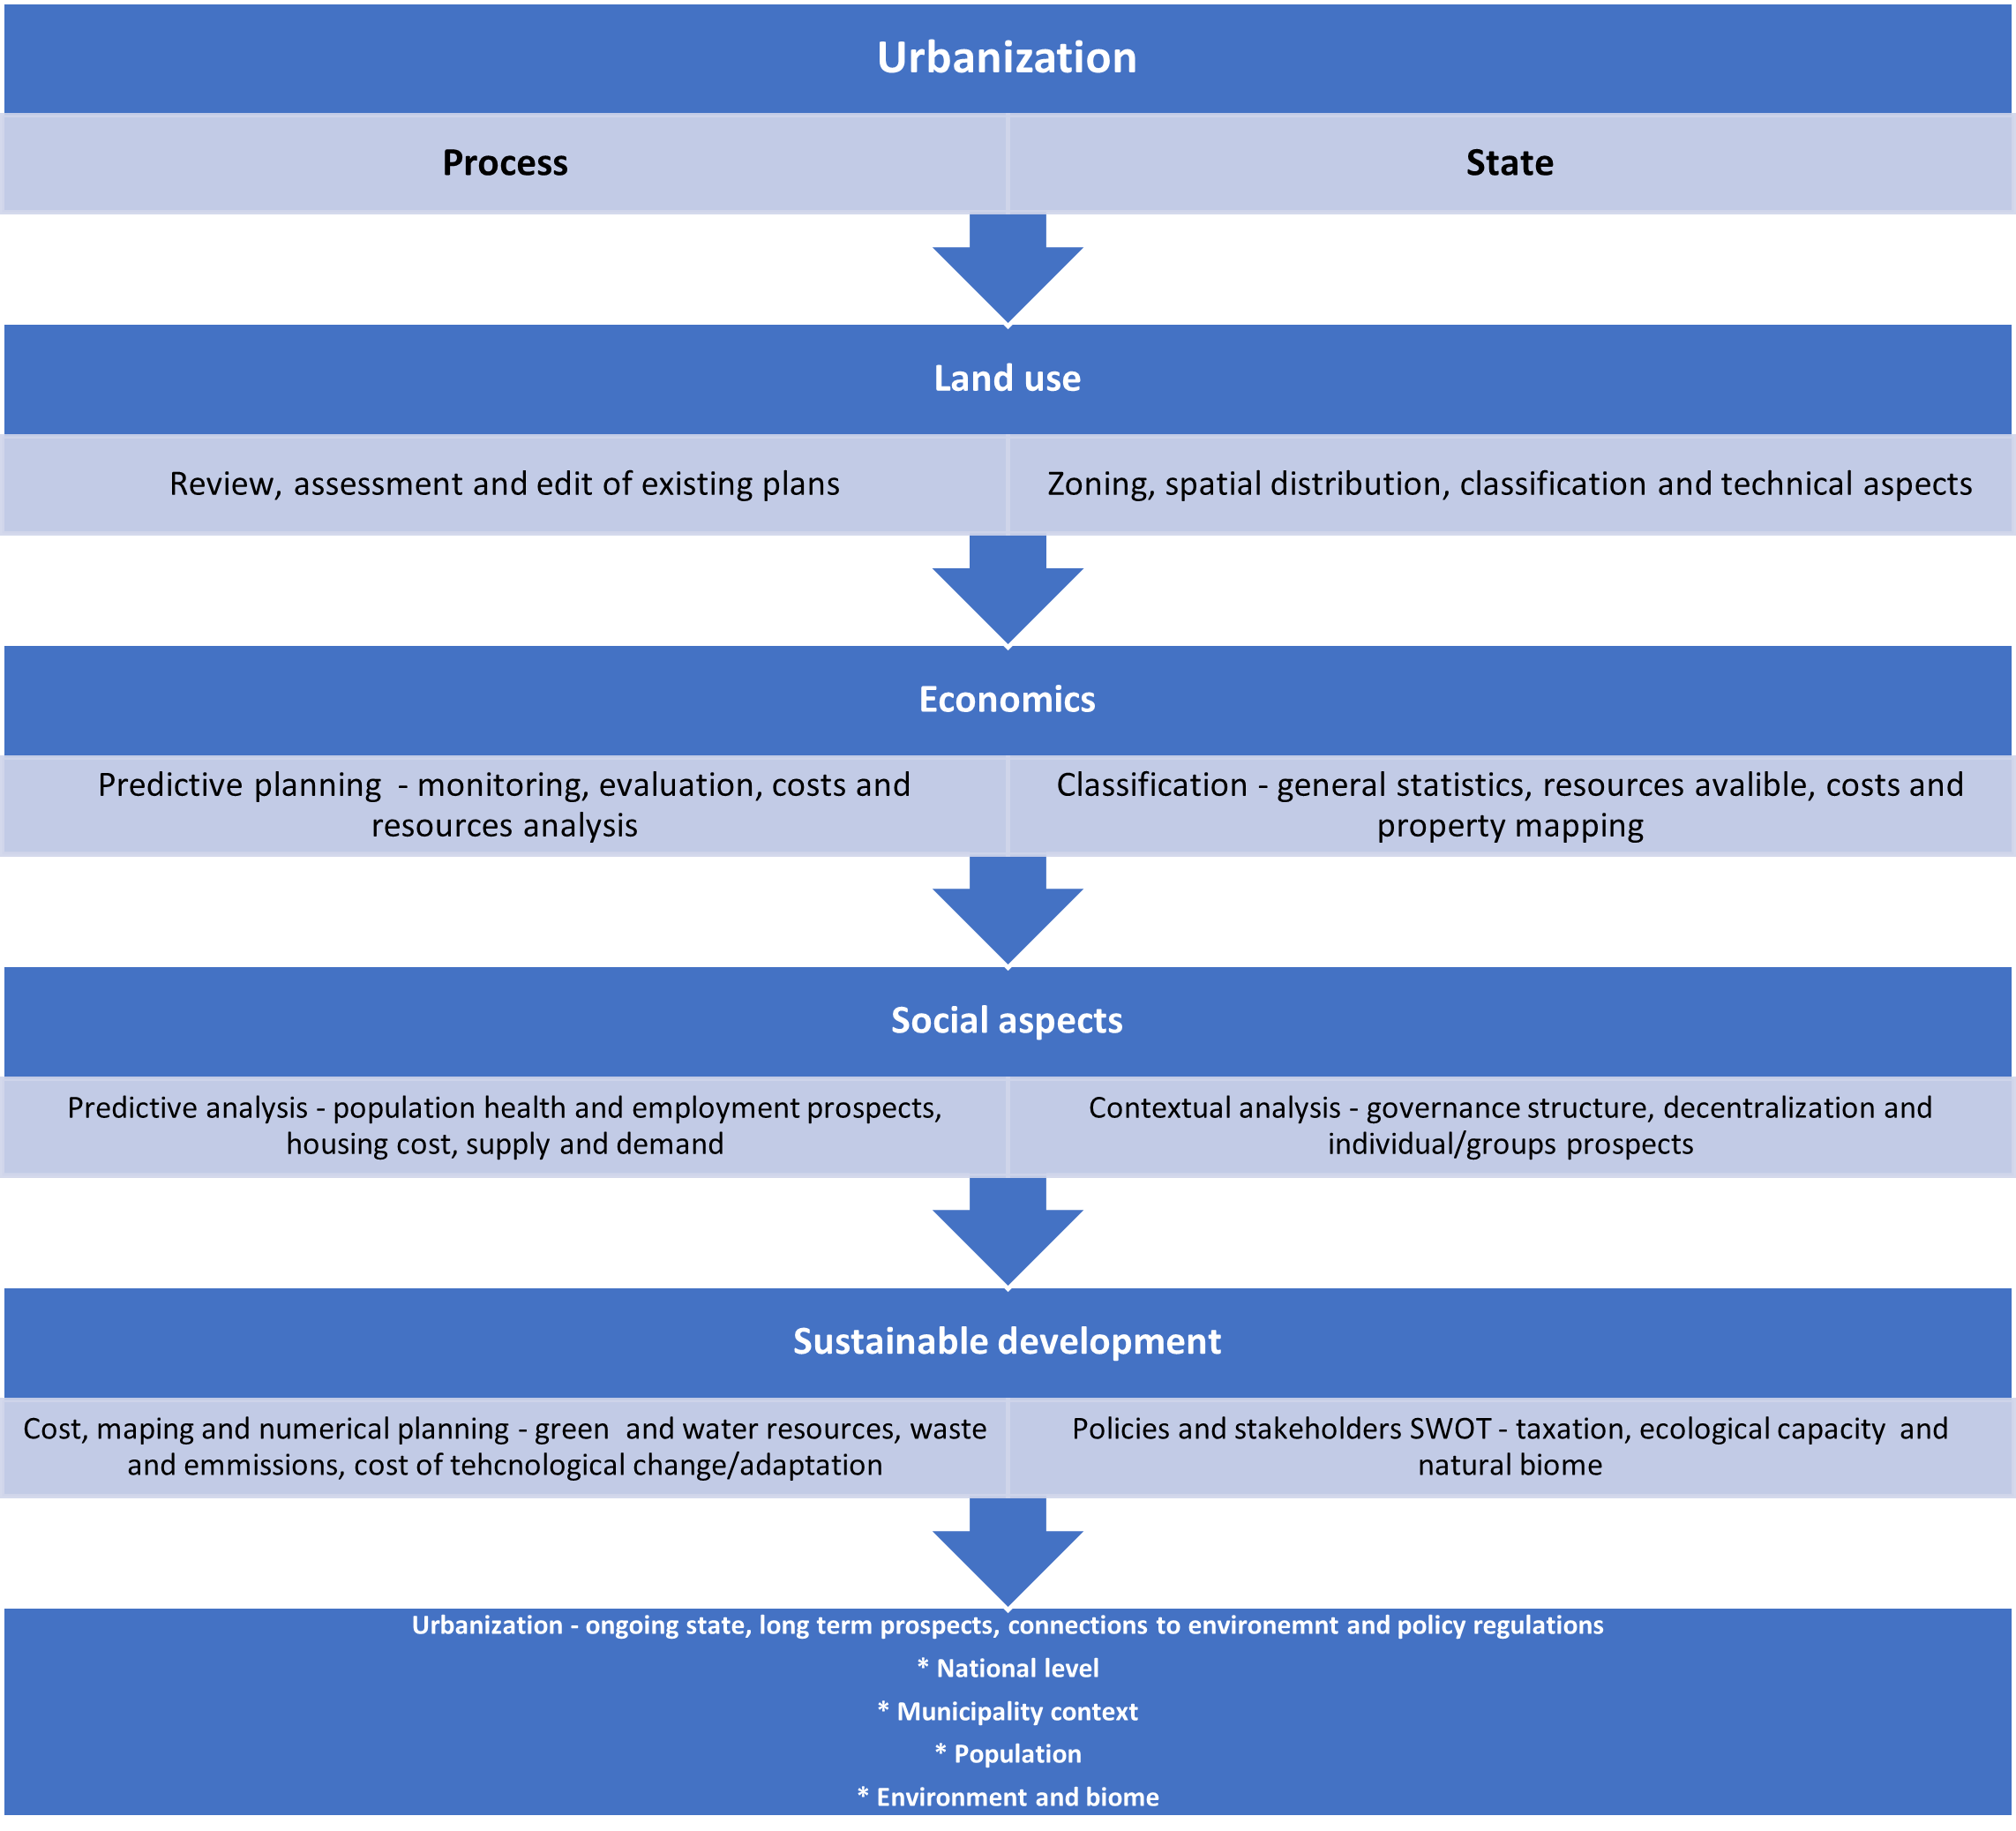 Urbanization
Process
State
Land use
Review, assessment and edit of existing plans
Zoning, spatial distribution, classification and technical aspects
Economics
Predictive planning  - monitoring, evaluation, costs and
resources analysis
Classification - general statistics, resources avalible, costs and
property mapping
Social aspects
Predictive analysis - population health and employment prospects,
housing cost, supply and demand
Contextual analysis - governance structure, decentralization and
individual/groups prospects
Sustainable development
Cost, maping and numerical planning - green  and water resources, waste
and emmissions, cost of tehcnological change/adaptation
Policies and stakeholders SWOT - taxation, ecological capacity  and
natural biome
Urbanization - ongoing state, long term prospects, connections to environemnt and policy regulations
* National level
* Municipality context
* Population
* Environment and biome